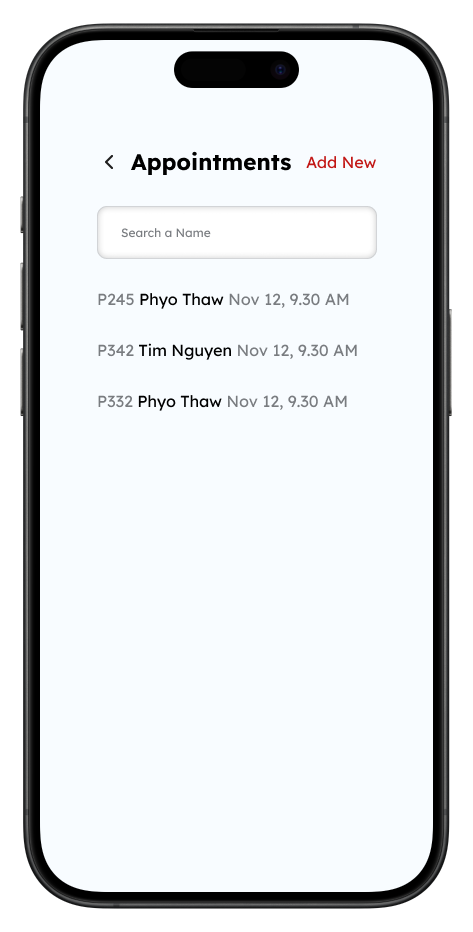 Appointments Add New
Search a Name
P245 Phyo Thaw Nov 12, 9.30 AM
P342 Tim Nguyen Nov 12, 9.30 AM
P332 Phyo Thaw Nov 12, 9.30 AM